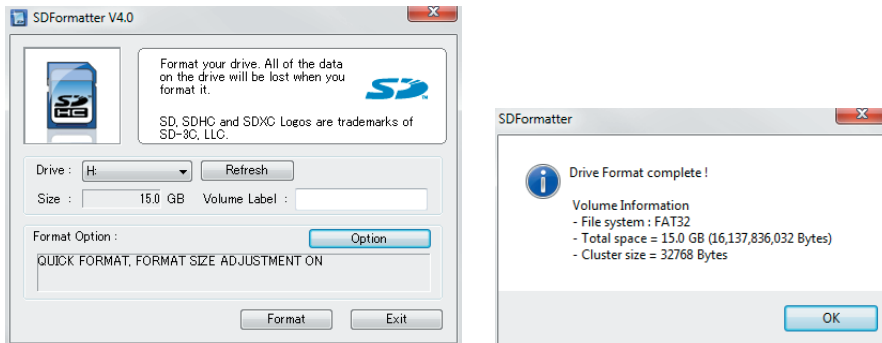 SDFormatter V4.0
Format your drive. All of the data
on the drive will be lost when you
format it.
SD, SDHC and SDXC Logos are trademarks of
SD-3C, LLC.
SD
HC
SD
TM
Drive : H: Refresh
Size : 15.0 GB Volume Label :
Format Option : Option
QUICK FORMAT, FORMAT SIZE ADJUSTMENT ON
Format Exit
SDFormatter
Drive Format complete !
Volume Information
- File system : FAT32
- Total space = 15.0 GB (16,137,836,032 Bytes)
- Cluster size = 32768 Bytes
OK